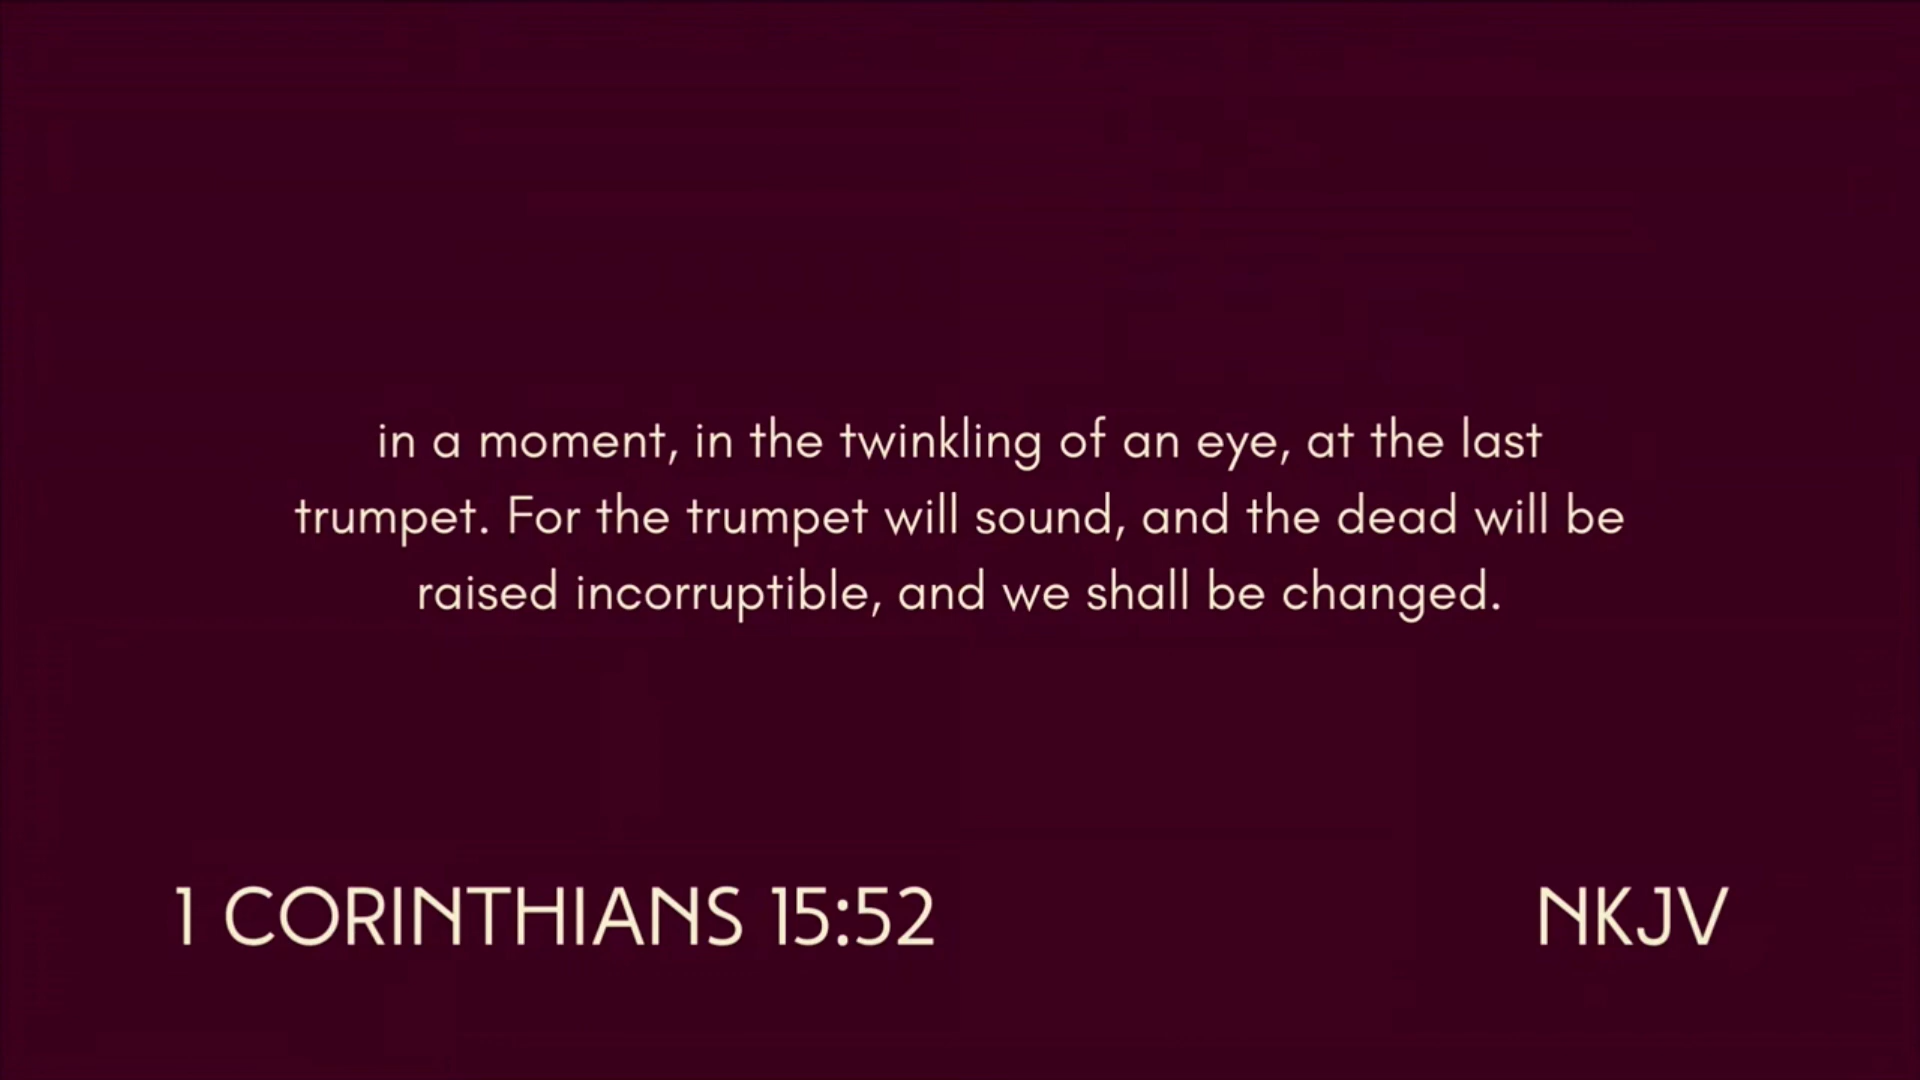 in a moment, in the twinkling of an eye, at the last
trumpet. For the trumpet will sound, and the dead will be
raised incorruptible, and we shall be changed.
1 CORINTHIANS 15:52
NKJV